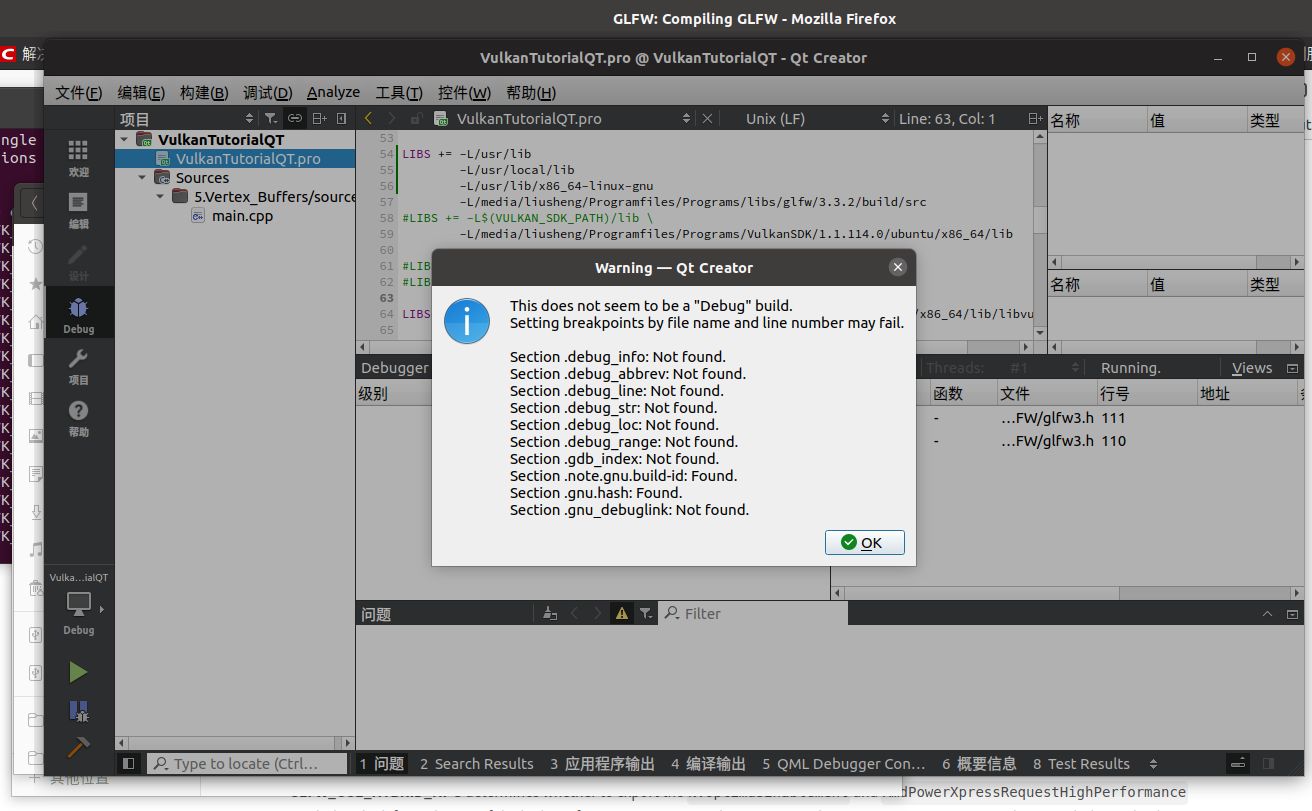 GLFW: Compiling GLFW - Mozilla Firefox
VulkanTutorialQT.pro @ VulkanTutorialQT - Qt Creator
文件(F) 编辑(E) 构建(B) 调试(D) Analyze 工具(T) 控件(W) 帮助(H)
项目
VulkanTutorialQT.pro
Unix (LF)
Line: 63, Col: 1
VulkanTutorialQT
VulkanTutorialQT.pro
Sources
5.Vertex_Buffers/source
main.cpp
欢迎
编辑
设计
Debug
项目
帮助
Vulka...ialQT
Debug
53
54 LIBS += -L/usr/lib
55 -L/usr/local/lib
56 -L/usr/lib/x86_64-linux-gnu
57 -L/media/liusheng/Programfiles/Programs/libs/glfw/3.3.2/build/src
58 #LIBS += -L$(VULKAN_SDK_PATH)/lib \
59 -L/media/liusheng/Programfiles/Programs/VulkanSDK/1.1.114.0/ubuntu/x86_64/lib
60
61 #LIB
62 #LIB
63
64 LIBS /x86_64/lib/libvu
65
名称 值 类型
名称 值 类型
Warning — Qt Creator
This does not seem to be a "Debug" build.
Setting breakpoints by file name and line number may fail.
Section .debug_info: Not found.
Section .debug_abbrev: Not found.
Section .debug_line: Not found.
Section .debug_str: Not found.
Section .debug_loc: Not found.
Section .debug_range: Not found.
Section .gdb_index: Not found.
Section .note.gnu.build-id: Found.
Section .gnu.hash: Found.
Section .gnu_debuglink: Not found.
OK
Debugger
Threads: #1 Running. Views
级别 函数 文件 行号 地址
- ...FW/glfw3.h 111
- ...FW/glfw3.h 110
问题
Filter
Type to locate (Ctrl...
1 问题 2 Search Results 3 应用程序输出 4 编译输出 5 QML Debugger Con... 6 概要信息 8 Test Results
其他位置
PowerXpressRequestHighPerformance